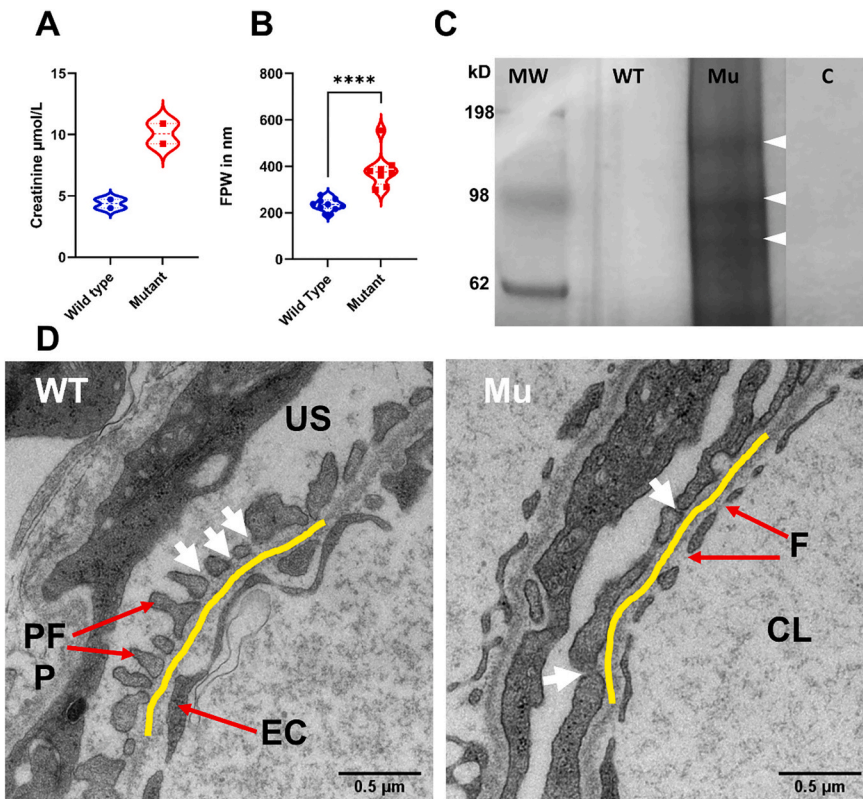 A
Creatinine µmol/L
15
10
5
0
Wild type
Mutant
B
FPW in nm
800
600
400
200
0
****
Wild Type
Mutant
C
kD
MW
WT
Mu
C
198
98
62
D
WT
US
PF
P
EC
0.5 µm
Mu
F
CL
0.5 µm